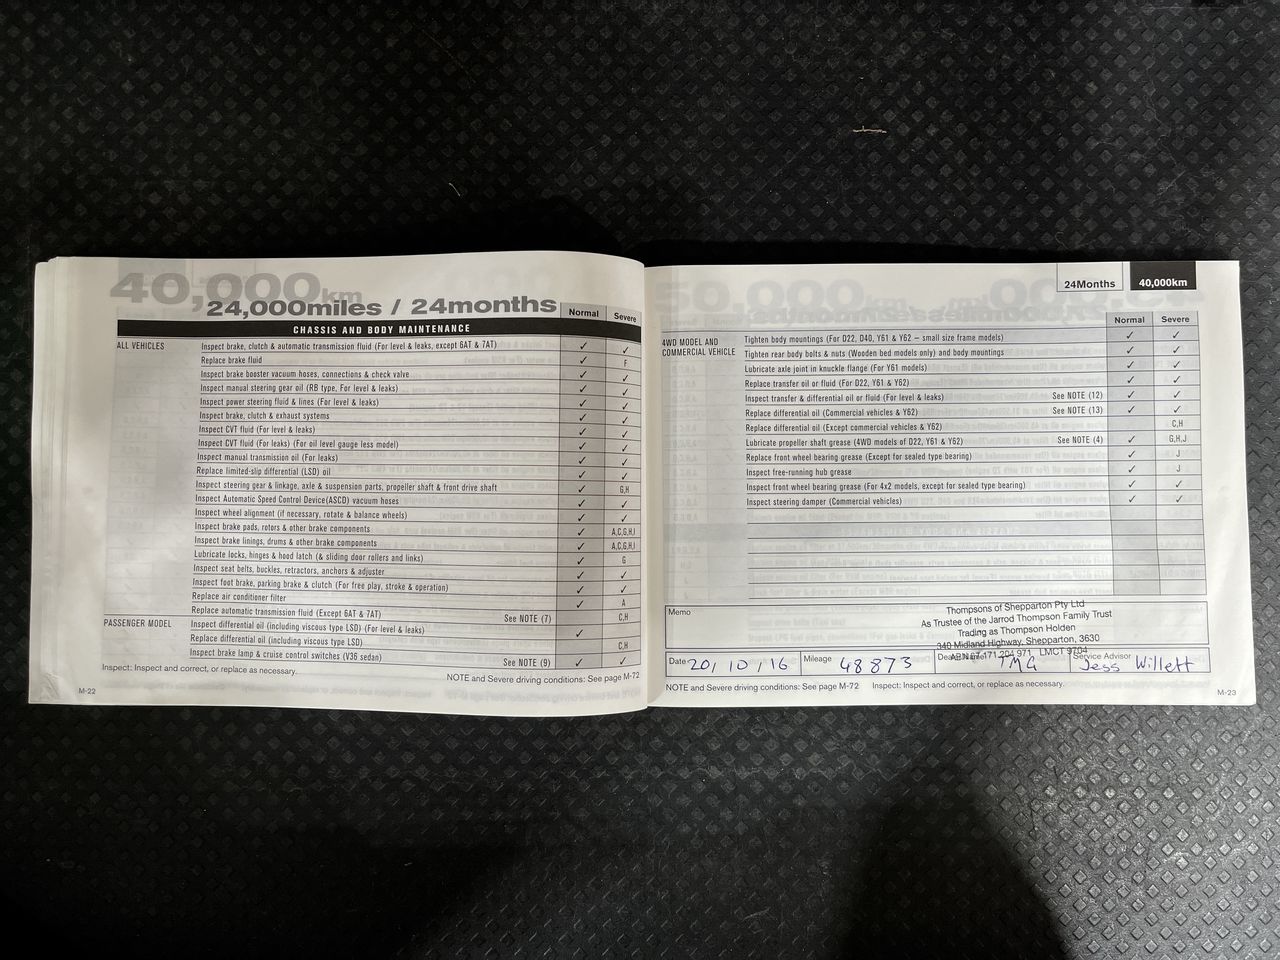 40,000km
24,000miles / 24months
Normal Severe
CHASSIS AND BODY MAINTENANCE
ALL VEHICLES
Inspect brake, clutch & automatic transmission fluid (For level & leaks, except 6AT & 7AT) ✓ ✓
Replace brake fluid ✓ F
Inspect brake booster vacuum hoses, connections & check valve ✓ ✓
Inspect manual steering gear oil (RB type, For level & leaks) ✓ ✓
Inspect power steering fluid & lines (For level & leaks) ✓ ✓
Inspect brake, clutch & exhaust systems ✓ ✓
Inspect CVT fluid (For level & leaks) ✓ ✓
Inspect CVT fluid (For leaks) (For oil level gauge less model) ✓ ✓
Inspect manual transmission oil (For leaks) ✓ ✓
Replace limited-slip differential (LSD) oil ✓ ✓
Inspect steering gear & linkage, axle & suspension parts, propeller shaft & front drive shaft ✓ G,H
Inspect Automatic Speed Control Device(ASCD) vacuum hoses ✓ ✓
Inspect wheel alignment (if necessary, rotate & balance wheels) ✓ ✓
Inspect brake pads, rotors & other brake components ✓ A,C,G,H,I
Inspect brake linings, drums & other brake components ✓ A,C,G,H,I
Lubricate locks, hinges & hood latch (& sliding door rollers and links) ✓ G
Inspect seat belts, buckles, retractors, anchors & adjuster ✓ ✓
Inspect foot brake, parking brake & clutch (For free play, stroke & operation) ✓ ✓
Replace air conditioner filter ✓ A
Replace automatic transmission fluid (Except 6AT & 7AT) See NOTE (7) C,H
PASSENGER MODEL
Inspect differential oil (including viscous type LSD) (For level & leaks) ✓
Replace differential oil (including viscous type LSD) C,H
Inspect brake lamp & cruise control switches (V36 sedan) See NOTE (9) ✓ ✓
Inspect: Inspect and correct, or replace as necessary.
NOTE and Severe driving conditions: See page M-72
M-22
24Months 40,000km
Normal Severe
4WD MODEL AND
COMMERCIAL VEHICLE
Tighten body mountings (For D22, D40, Y61 & Y62 – small size frame models) ✓ ✓
Tighten rear body bolts & nuts (Wooden bed models only) and body mountings ✓ ✓
Lubricate axle joint in knuckle flange (For Y61 models) ✓ ✓
Replace transfer oil or fluid (For D22, Y61 & Y62) ✓ ✓
Inspect transfer & differential oil or fluid (For level & leaks) See NOTE (12) ✓ ✓
Replace differential oil (Commercial vehicles & Y62) See NOTE (13) ✓ ✓
Replace differential oil (Except commercial vehicles & Y62) C,H
Lubricate propeller shaft grease (4WD models of D22, Y61 & Y62) See NOTE (4) ✓ G,H,J
Replace front wheel bearing grease (Except for sealed type bearing) ✓ J
Inspect free-running hub grease ✓ J
Inspect front wheel bearing grease (For 4x2 models, except for sealed type bearing) ✓ ✓
Inspect steering damper (Commercial vehicles) ✓ ✓
Memo
Thompsons of Shepparton Pty Ltd
As Trustee of the Jarrod Thompson Family Trust
Trading as Thompson Holden
340 Midland Highway, Shepparton, 3630
LMCT 9704
Date 20/10/16 Mileage 48873 TMG Service Advisor Jess Willett
NOTE and Severe driving conditions: See page M-72 Inspect: Inspect and correct, or replace as necessary.
M-23